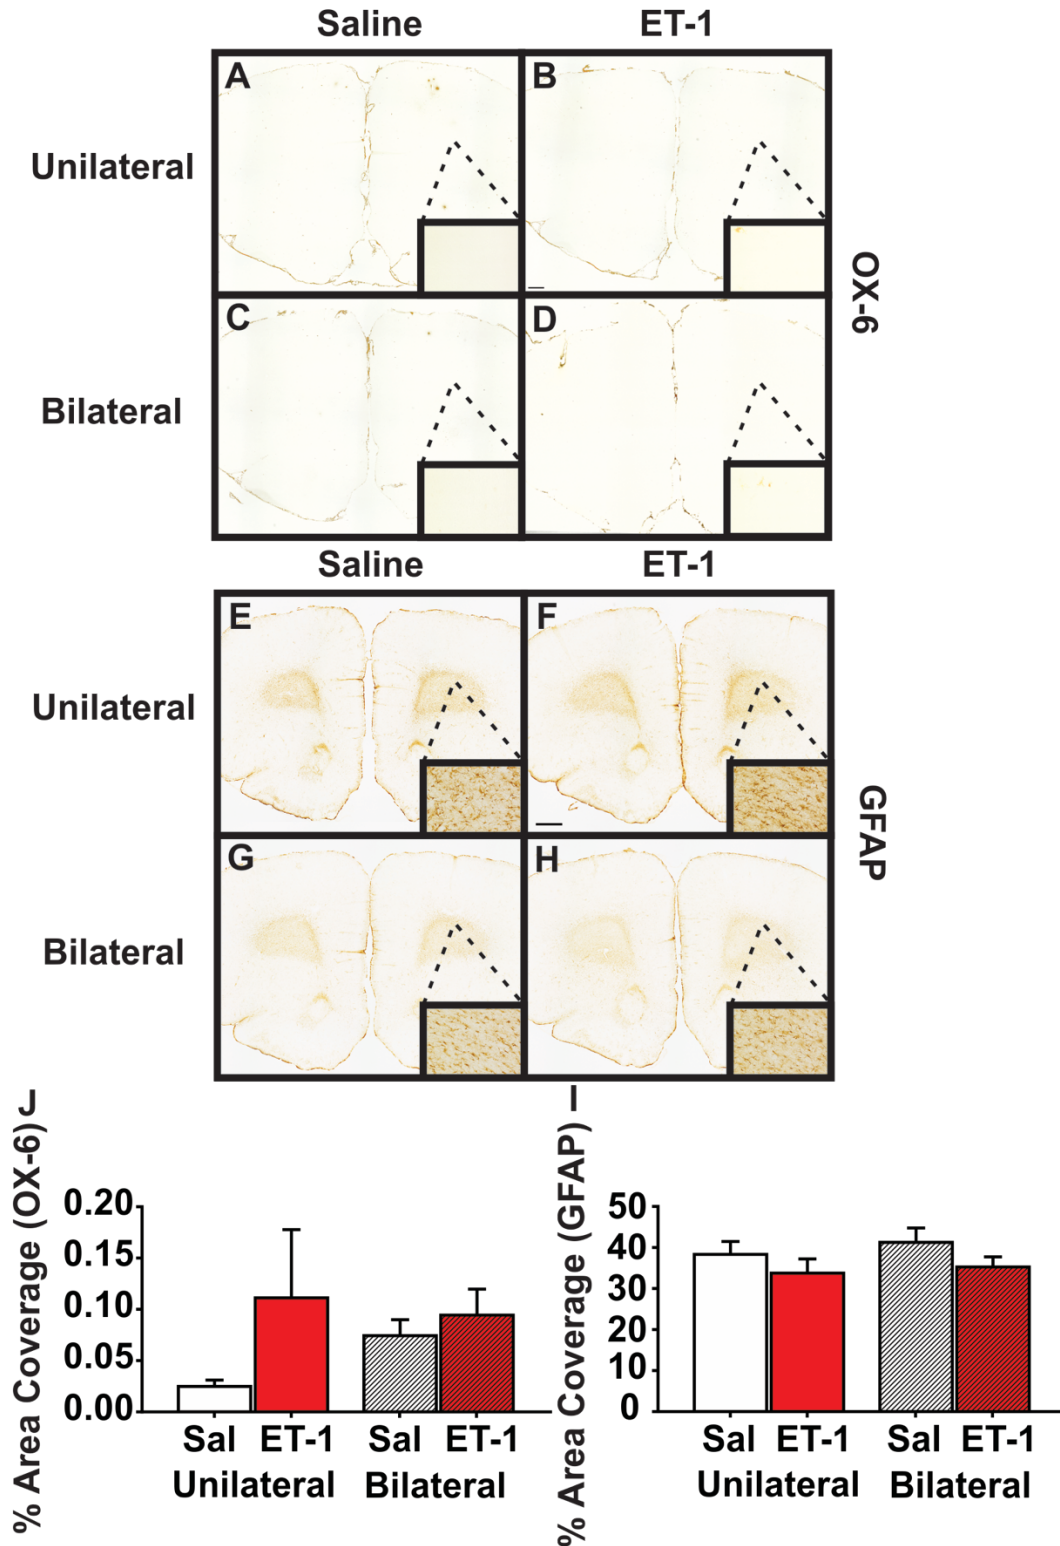 Saline ET-1
A B
Unilateral
OX-6
C D
Bilateral
Saline ET-1
E F
Unilateral
GFAP
G H
Bilateral
J I
% Area Coverage (OX-6)
0.20
0.15
0.10
0.05
0.00
Sal ET-1 Sal ET-1
Unilateral Bilateral
% Area Coverage (GFAP)
50
40
30
20
10
0
Sal ET-1 Sal ET-1
Unilateral Bilateral